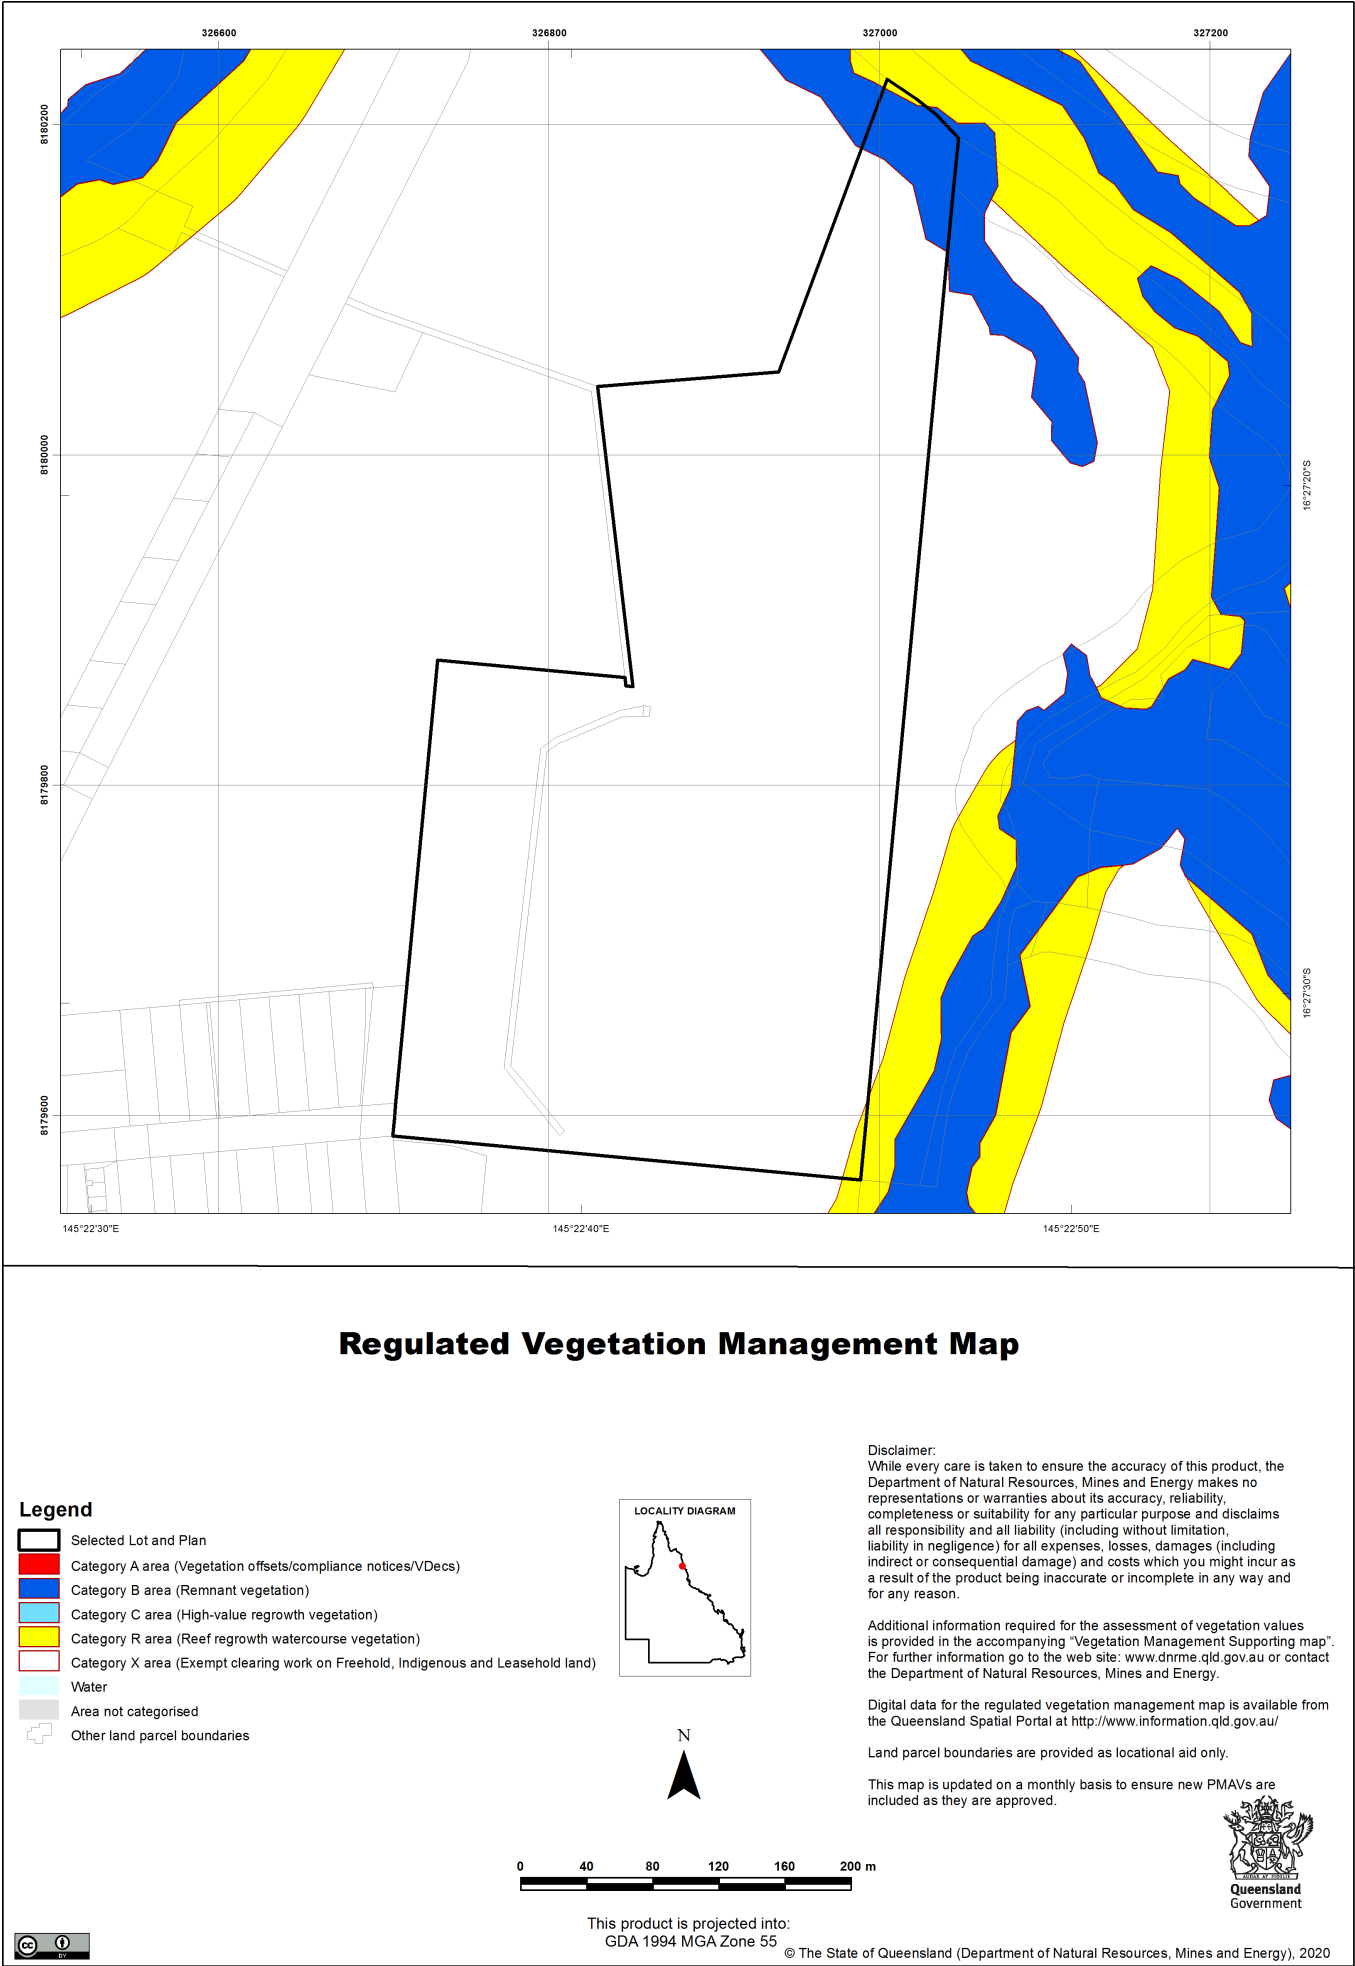 326600
326800
327000
327200
8180200
8180000
8179800
8179600
16°27'20"S
16°27'30"S
145°22'30"E
145°22'40"E
145°22'50"E
Regulated Vegetation Management Map
Legend
Selected Lot and Plan
Category A area (Vegetation offsets/compliance notices/VDecs)
Category B area (Remnant vegetation)
Category C area (High-value regrowth vegetation)
Category R area (Reef regrowth watercourse vegetation)
Category X area (Exempt clearing work on Freehold, Indigenous and Leasehold land)
Water
Area not categorised
Other land parcel boundaries
LOCALITY DIAGRAM
N
0 40 80 120 160 200 m
This product is projected into:
GDA 1994 MGA Zone 55
Disclaimer:
While every care is taken to ensure the accuracy of this product, the
Department of Natural Resources, Mines and Energy makes no
representations or warranties about its accuracy, reliability,
completeness or suitability for any particular purpose and disclaims
all responsibility and all liability (including without limitation,
liability in negligence) for all expenses, losses, damages (including
indirect or consequential damage) and costs which you might incur as
a result of the product being inaccurate or incomplete in any way and
for any reason.
Additional information required for the assessment of vegetation values
is provided in the accompanying “Vegetation Management Supporting map”.
For further information go to the web site: www.dnrme.qld.gov.au or contact
the Department of Natural Resources, Mines and Energy.
Digital data for the regulated vegetation management map is available from
the Queensland Spatial Portal at http://www.information.qld.gov.au/
Land parcel boundaries are provided as locational aid only.
This map is updated on a monthly basis to ensure new PMAVs are
included as they are approved.
AUDAX AT FIDELIS
Queensland
Government
cc
BY
© The State of Queensland (Department of Natural Resources, Mines and Energy), 2020